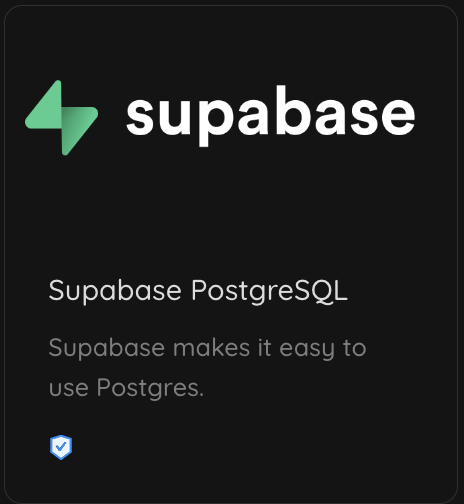 supabase
Supabase PostgreSQL
Supabase makes it easy to
use Postgres.